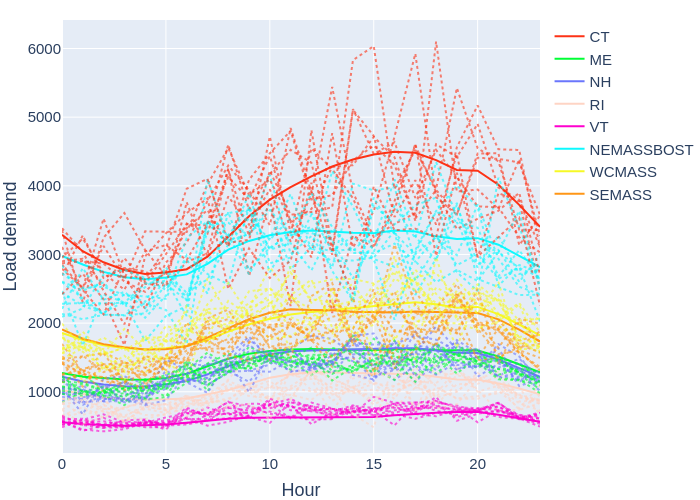 6000
5000
4000
3000
2000
1000
0
5
10
15
20
Hour
Load demand
CT
ME
NH
RI
VT
NEMASSBOST
WCMASS
SEMASS